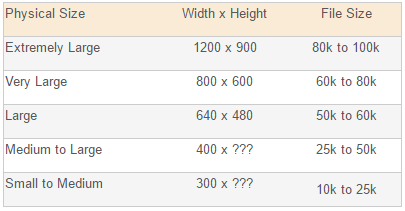 Physical Size Width x Height File Size
Extremely Large 1200 x 900 80k to 100k
Very Large 800 x 600 60k to 80k
Large 640 x 480 50k to 60k
Medium to Large 400 x ??? 25k to 50k
Small to Medium 300 x ??? 10k to 25k